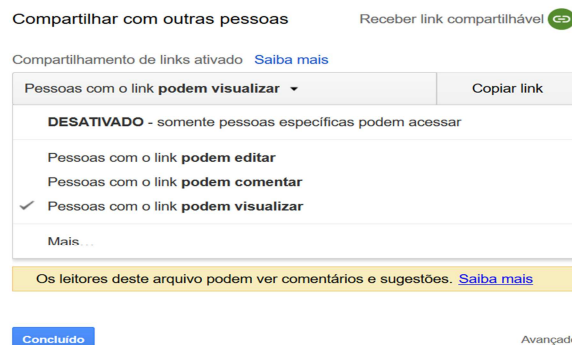 Compartilhar com outras pessoas Receber link compartilhável
Compartilhamento de links ativado Saiba mais
Pessoas com o link podem visualizar Copiar link
DESATIVADO - somente pessoas específicas podem acessar
Pessoas com o link podem editar
Pessoas com o link podem comentar
Pessoas com o link podem visualizar
Mais...
Os leitores deste arquivo podem ver comentários e sugestões. Saiba mais
Concluído Avançado